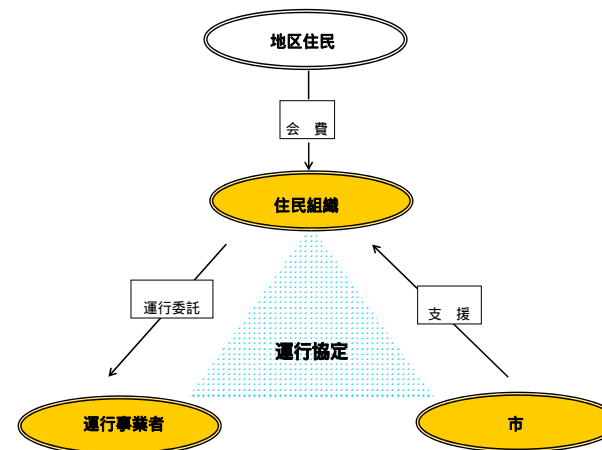 地区住民
会　費
住民組織
運行委託
支　援
運行協定
運行事業者
市